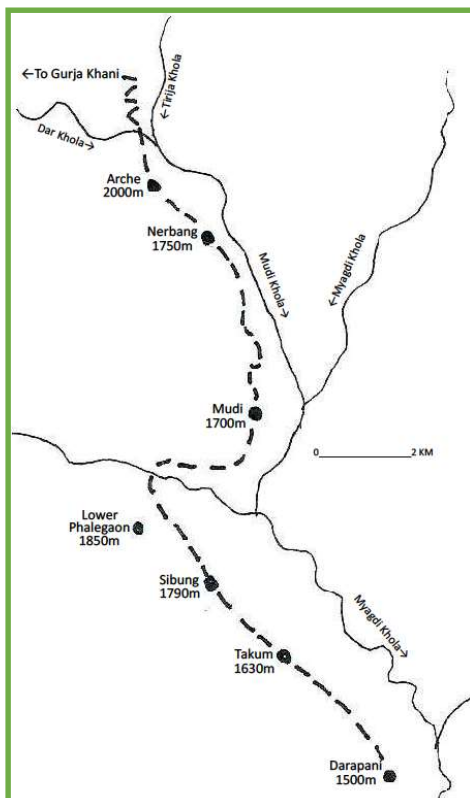 ←To Gurja Khani
←Tirija Khola
Dar Khola→
Arche
2000m
Nerbang
1750m
Mudi Khola→
←Myagdi Khola
Mudi
1700m
0
2 KM
Lower
Phalegaon
1850m
Sibung
1790m
Myagdi Khola→
Takum
1630m
Darapani
1500m